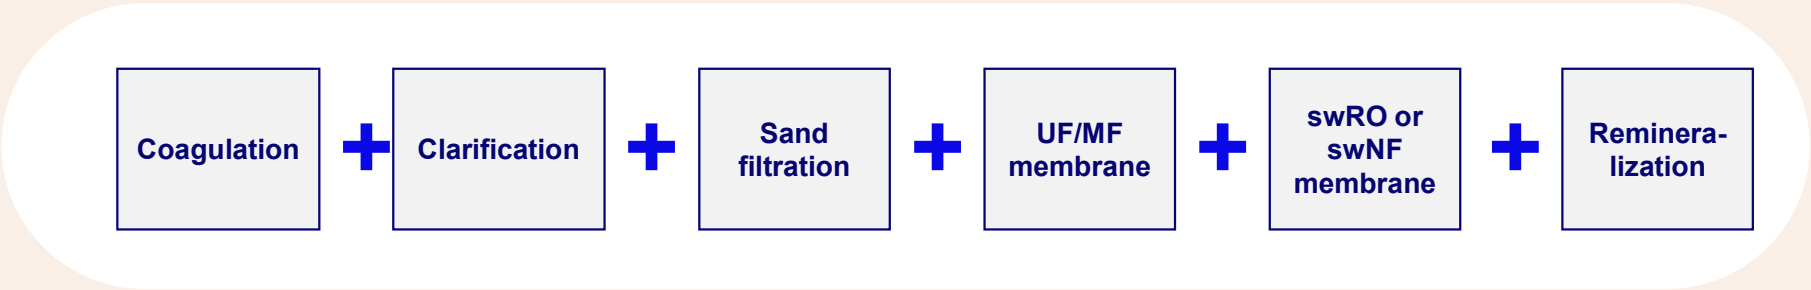 Coagulation
Clarification
Sand
filtration
UF/MF
membrane
swRO or
swNF
membrane
Reminera-
lization